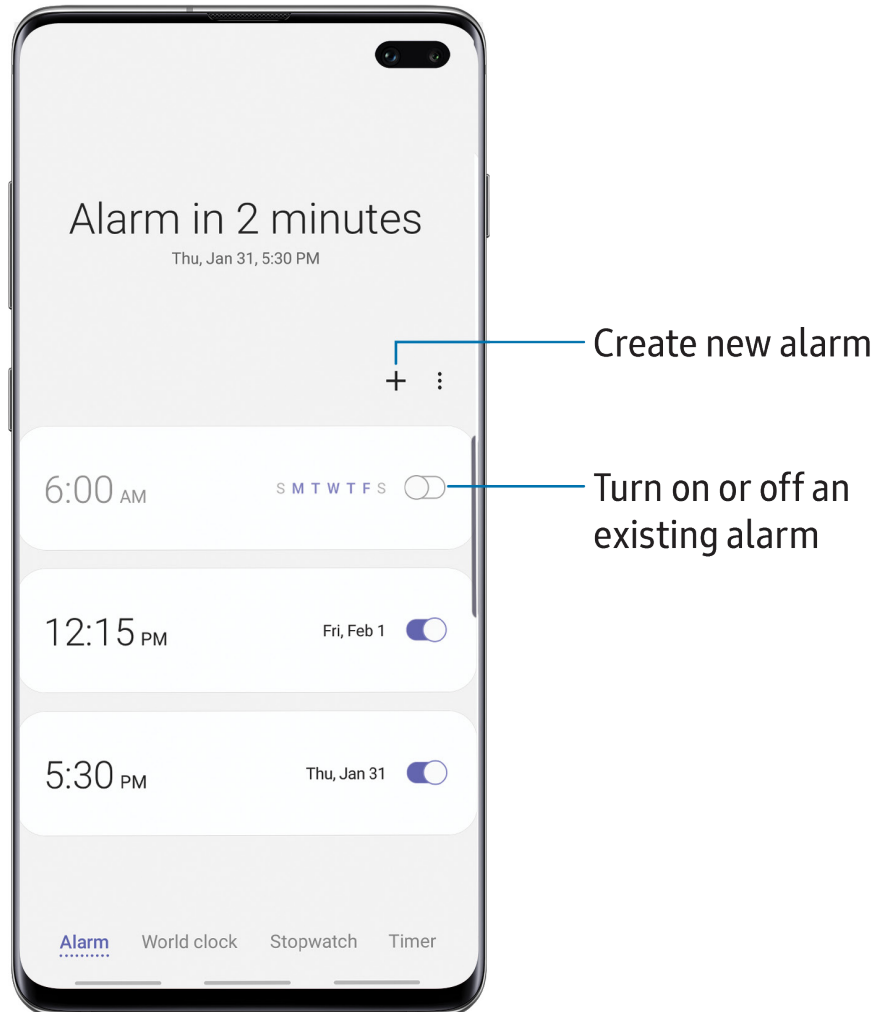 Alarm in 2 minutes
Thu, Jan 31, 5:30 PM
Create new alarm
6:00 AM S M T W T F S
Turn on or off an
existing alarm
12:15 PM Fri, Feb 1
5:30 PM Thu, Jan 31
Alarm World clock Stopwatch Timer